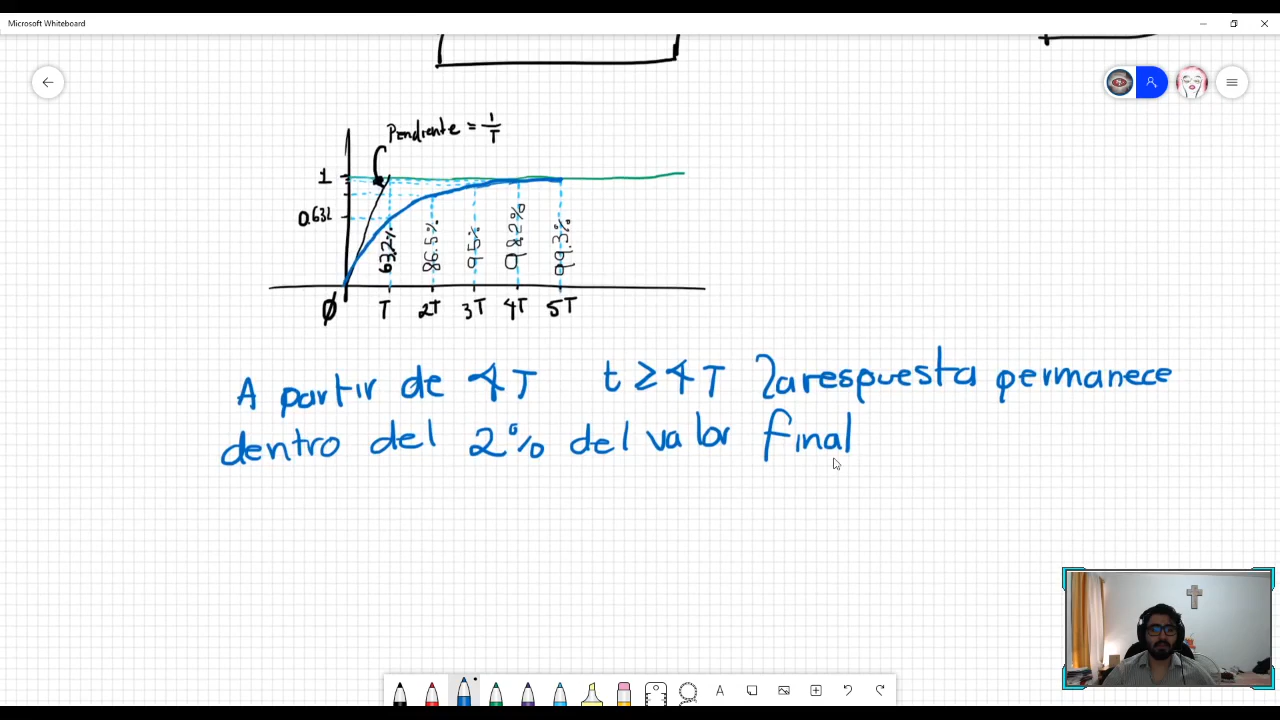 Microsoft Whiteboard
Pendiente = 1/T
1
0.632
63.2%
86.5%
95%
98.2%
99.3%
0
T
2T
3T
4T
5T
A partir de 4T t ≥ 4T la respuesta permanece
dentro del 2% del valor final
A